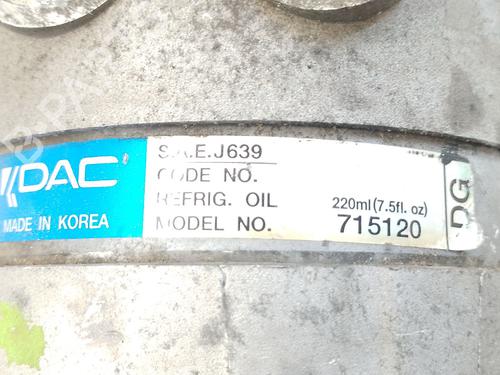 DAC
MADE IN KOREA
S.A.E.J639
CODE NO.
REFRIG. OIL 220ml(7.5fl. oz)
MODEL NO. 715120
DG